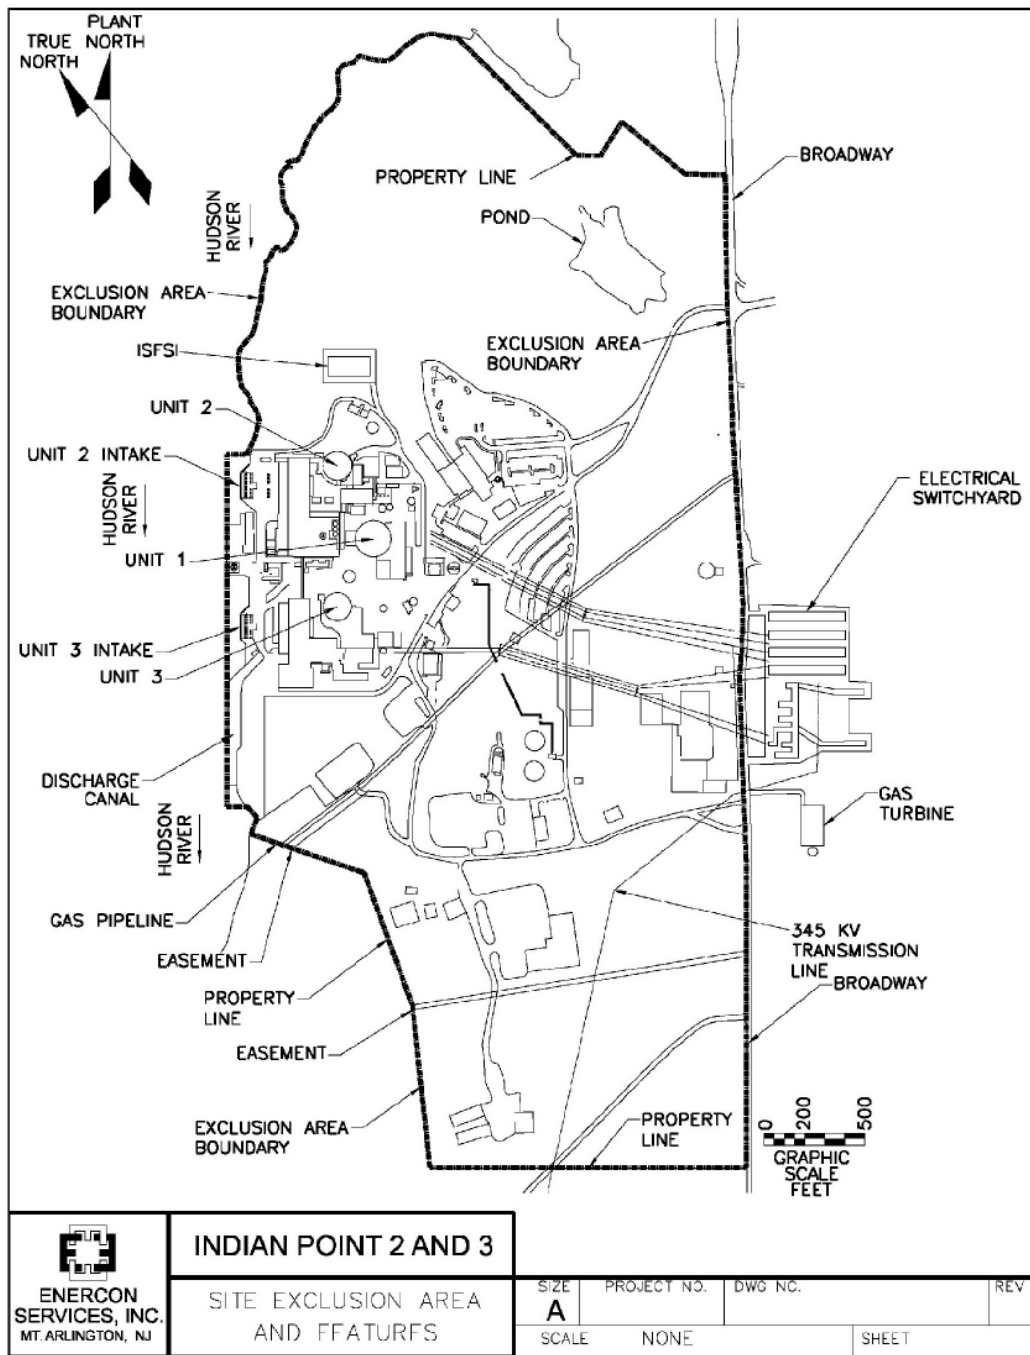 PLANT
NORTH
TRUE
NORTH
PROPERTY LINE
BROADWAY
POND
HUDSON
RIVER
EXCLUSION AREA
BOUNDARY
EXCLUSION AREA
BOUNDARY
ISFSI
UNIT 2
UNIT 2 INTAKE
ELECTRICAL
SWITCHYARD
HUDSON
RIVER
UNIT 1
UNIT 3 INTAKE
UNIT 3
DISCHARGE
CANAL
GAS
TURBINE
HUDSON
RIVER
GAS PIPELINE
345 KV
TRANSMISSION
LINE
EASEMENT
BROADWAY
PROPERTY
LINE
EASEMENT
EXCLUSION AREA
BOUNDARY
PROPERTY
LINE
0 200 500
GRAPHIC
SCALE
FEET
ENERCON
SERVICES, INC.
MT. ARLINGTON, NJ
INDIAN POINT 2 AND 3
SITE EXCLUSION AREA
AND FEATURES
SIZE
A
PROJECT NO.
DWG NO.
REV
SCALE NONE
SHEET